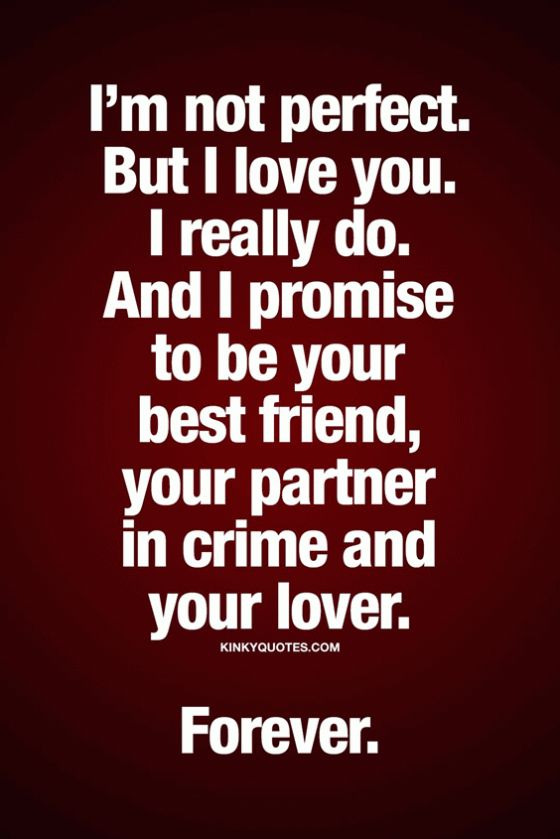 I’m not perfect.
But I love you.
I really do.
And I promise
to be your
best friend,
your partner
in crime and
your lover.
KINKYQUOTES.COM
Forever.